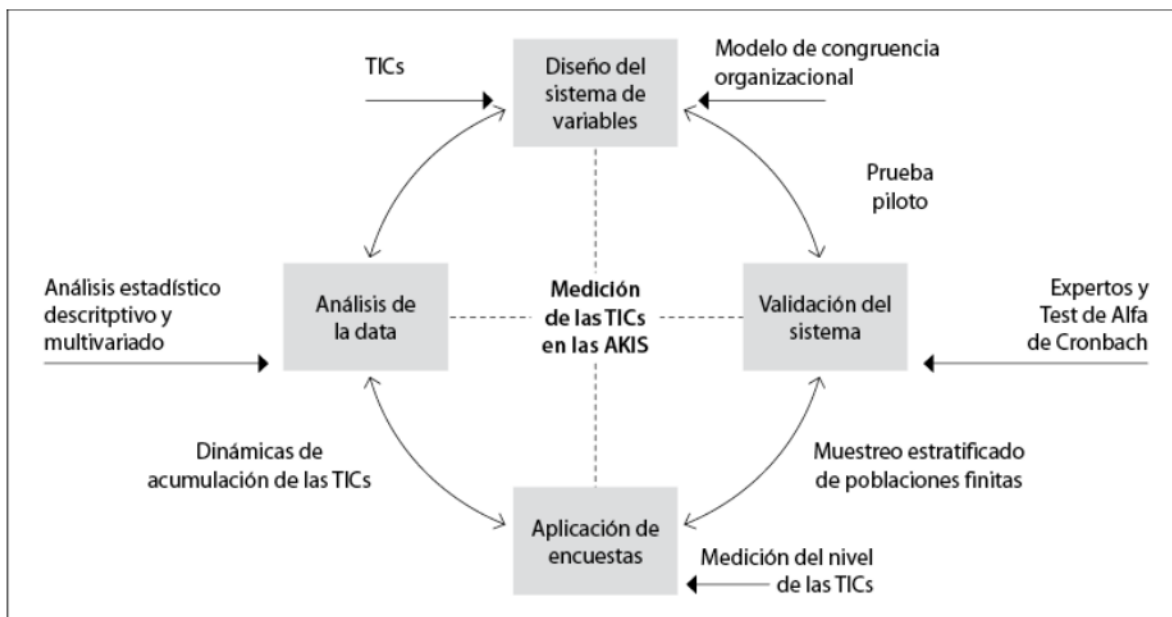 TICs
Diseño del
sistema de
variables
Modelo de congruencia
organizacional
Prueba
piloto
Análisis estadístico
descritptivo y
multivariado
Análisis de
la data
Medición
de las TICs
en las AKIS
Validación del
sistema
Expertos y
Test de Alfa
de Cronbach
Dinámicas de
acumulación de las TICs
Muestreo estratificado
de poblaciones finitas
Aplicación de
encuestas
Medición del nivel
de las TICs